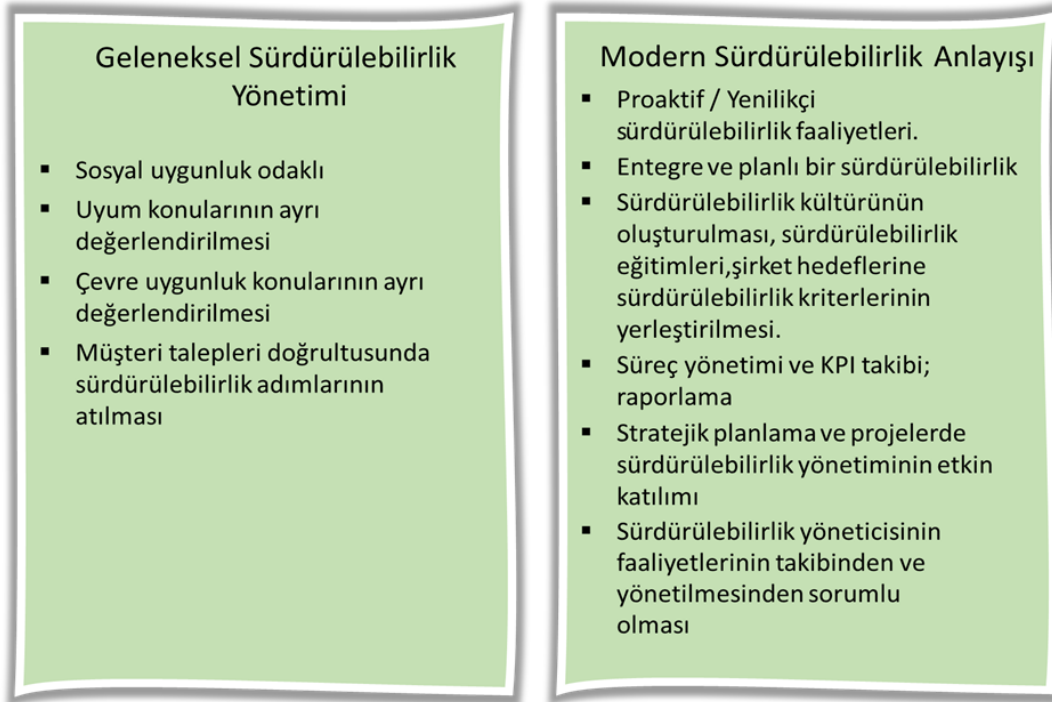 Geleneksel Sürdürülebilirlik
Yönetimi
▪ Sosyal uygunluk odaklı
▪ Uyum konularının ayrı
değerlendirilmesi
▪ Çevre uygunluk konularının ayrı
değerlendirilmesi
▪ Müşteri talepleri doğrultusunda
sürdürülebilirlik adımlarının
atılması
Modern Sürdürülebilirlik Anlayışı
▪ Proaktif / Yenilikçi
sürdürülebilirlik faaliyetleri.
▪ Entegre ve planlı bir sürdürülebilirlik
▪ Sürdürülebilirlik kültürünün
oluşturulması, sürdürülebilirlik
eğitimleri,şirket hedeflerine
sürdürülebilirlik kriterlerinin
yerleştirilmesi.
▪ Süreç yönetimi ve KPI takibi;
raporlama
▪ Stratejik planlama ve projelerde
sürdürülebilirlik yönetiminin etkin
katılımı
▪ Sürdürülebilirlik yöneticisinin
faaliyetlerinin takibinden ve
yönetilmesinden sorumlu
olması